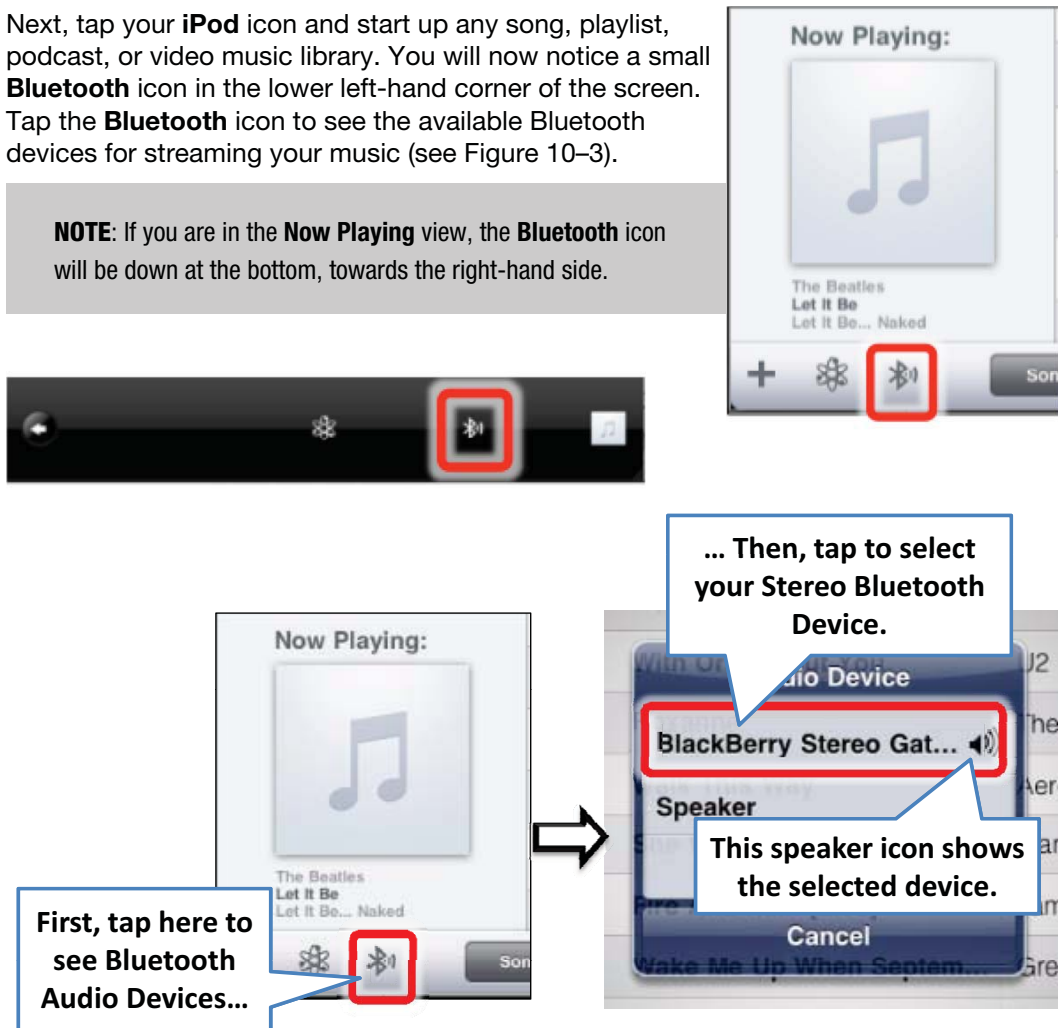 Next, tap your iPod icon and start up any song, playlist,
podcast, or video music library. You will now notice a small
Bluetooth icon in the lower left-hand corner of the screen.
Tap the Bluetooth icon to see the available Bluetooth
devices for streaming your music (see Figure 10–3).
NOTE: If you are in the Now Playing view, the Bluetooth icon
will be down at the bottom, towards the right-hand side.
Now Playing:
The Beatles
Let It Be
Let It Be... Naked
Son
... Then, tap to select
your Stereo Bluetooth
Device.
Now Playing:
The Beatles
Let It Be
Let It Be... Naked
Son
First, tap here to
see Bluetooth
Audio Devices...
With Or
U2
Device
BlackBerry Stereo Gat...
Speaker
This speaker icon shows
the selected device.
Cancel
Wake Me Up When Septem...
Gre